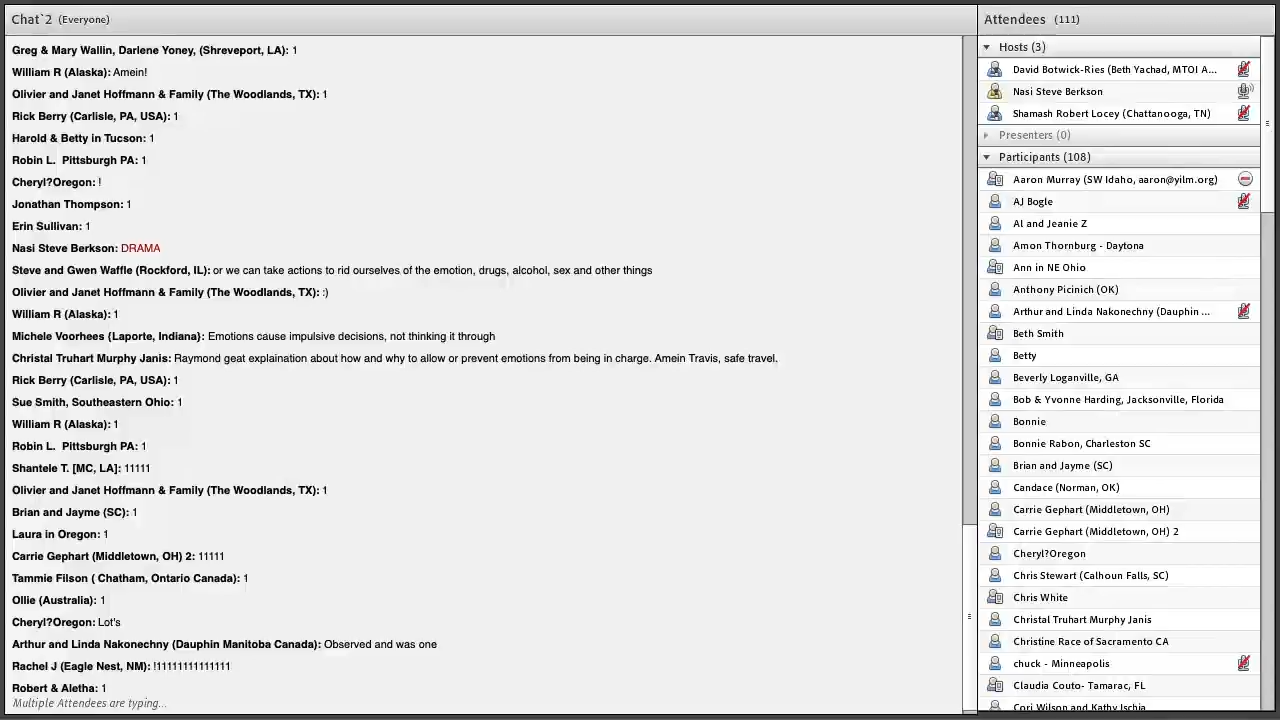 Chat`2 (Everyone)
Greg & Mary Wallin, Darlene Yoney, (Shreveport, LA): 1
William R (Alaska): Amein!
Olivier and Janet Hoffmann & Family (The Woodlands, TX): 1
Rick Berry (Carlisle, PA, USA): 1
Harold & Betty in Tucson: 1
Robin L.  Pittsburgh PA: 1
Cheryl?Oregon: !
Jonathan Thompson: 1
Erin Sullivan: 1
Nasi Steve Berkson: DRAMA
Steve and Gwen Waffle (Rockford, IL): or we can take actions to rid ourselves of the emotion, drugs, alcohol, sex and other things
Olivier and Janet Hoffmann & Family (The Woodlands, TX): :)
William R (Alaska): 1
Michele Voorhees (Laporte, Indiana): Emotions cause impulsive decisions, not thinking it through
Christal Truhart Murphy Janis: Raymond geat explaination about how and why to allow or prevent emotions from being in charge. Amein Travis, safe travel.
Rick Berry (Carlisle, PA, USA): 1
Sue Smith, Southeastern Ohio: 1
William R (Alaska): 1
Robin L.  Pittsburgh PA: 1
Shantele T. [MC, LA]: 11111
Olivier and Janet Hoffmann & Family (The Woodlands, TX): 1
Brian and Jayme (SC): 1
Laura in Oregon: 1
Carrie Gephart (Middletown, OH) 2: 11111
Tammie Filson ( Chatham, Ontario Canada): 1
Ollie (Australia): 1
Cheryl?Oregon: Lot's
Arthur and Linda Nakonechny (Dauphin Manitoba Canada): Observed and was one
Rachel J (Eagle Nest, NM): !11111111111111
Robert & Aletha: 1
Multiple Attendees are typing...
Attendees (111)
Hosts (3)
David Botwick-Ries (Beth Yachad, MTOI A...
Nasi Steve Berkson
Shamash Robert Locey (Chattanooga, TN)
Presenters (0)
Participants (108)
Aaron Murray (SW Idaho, aaron@yilm.org)
AJ Bogle
Al and Jeanie Z
Amon Thornburg - Daytona
Ann in NE Ohio
Anthony Picinich (OK)
Arthur and Linda Nakonechny (Dauphin ...
Beth Smith
Betty
Beverly Loganville, GA
Bob & Yvonne Harding, Jacksonville, Florida
Bonnie
Bonnie Rabon, Charleston SC
Brian and Jayme (SC)
Candace (Norman, OK)
Carrie Gephart (Middletown, OH)
Carrie Gephart (Middletown, OH) 2
Cheryl?Oregon
Chris Stewart (Calhoun Falls, SC)
Chris White
Christal Truhart Murphy Janis
Christine Race of Sacramento CA
chuck - Minneapolis
Claudia Couto- Tamarac, FL
Cori Wilson and Kathy Ischia